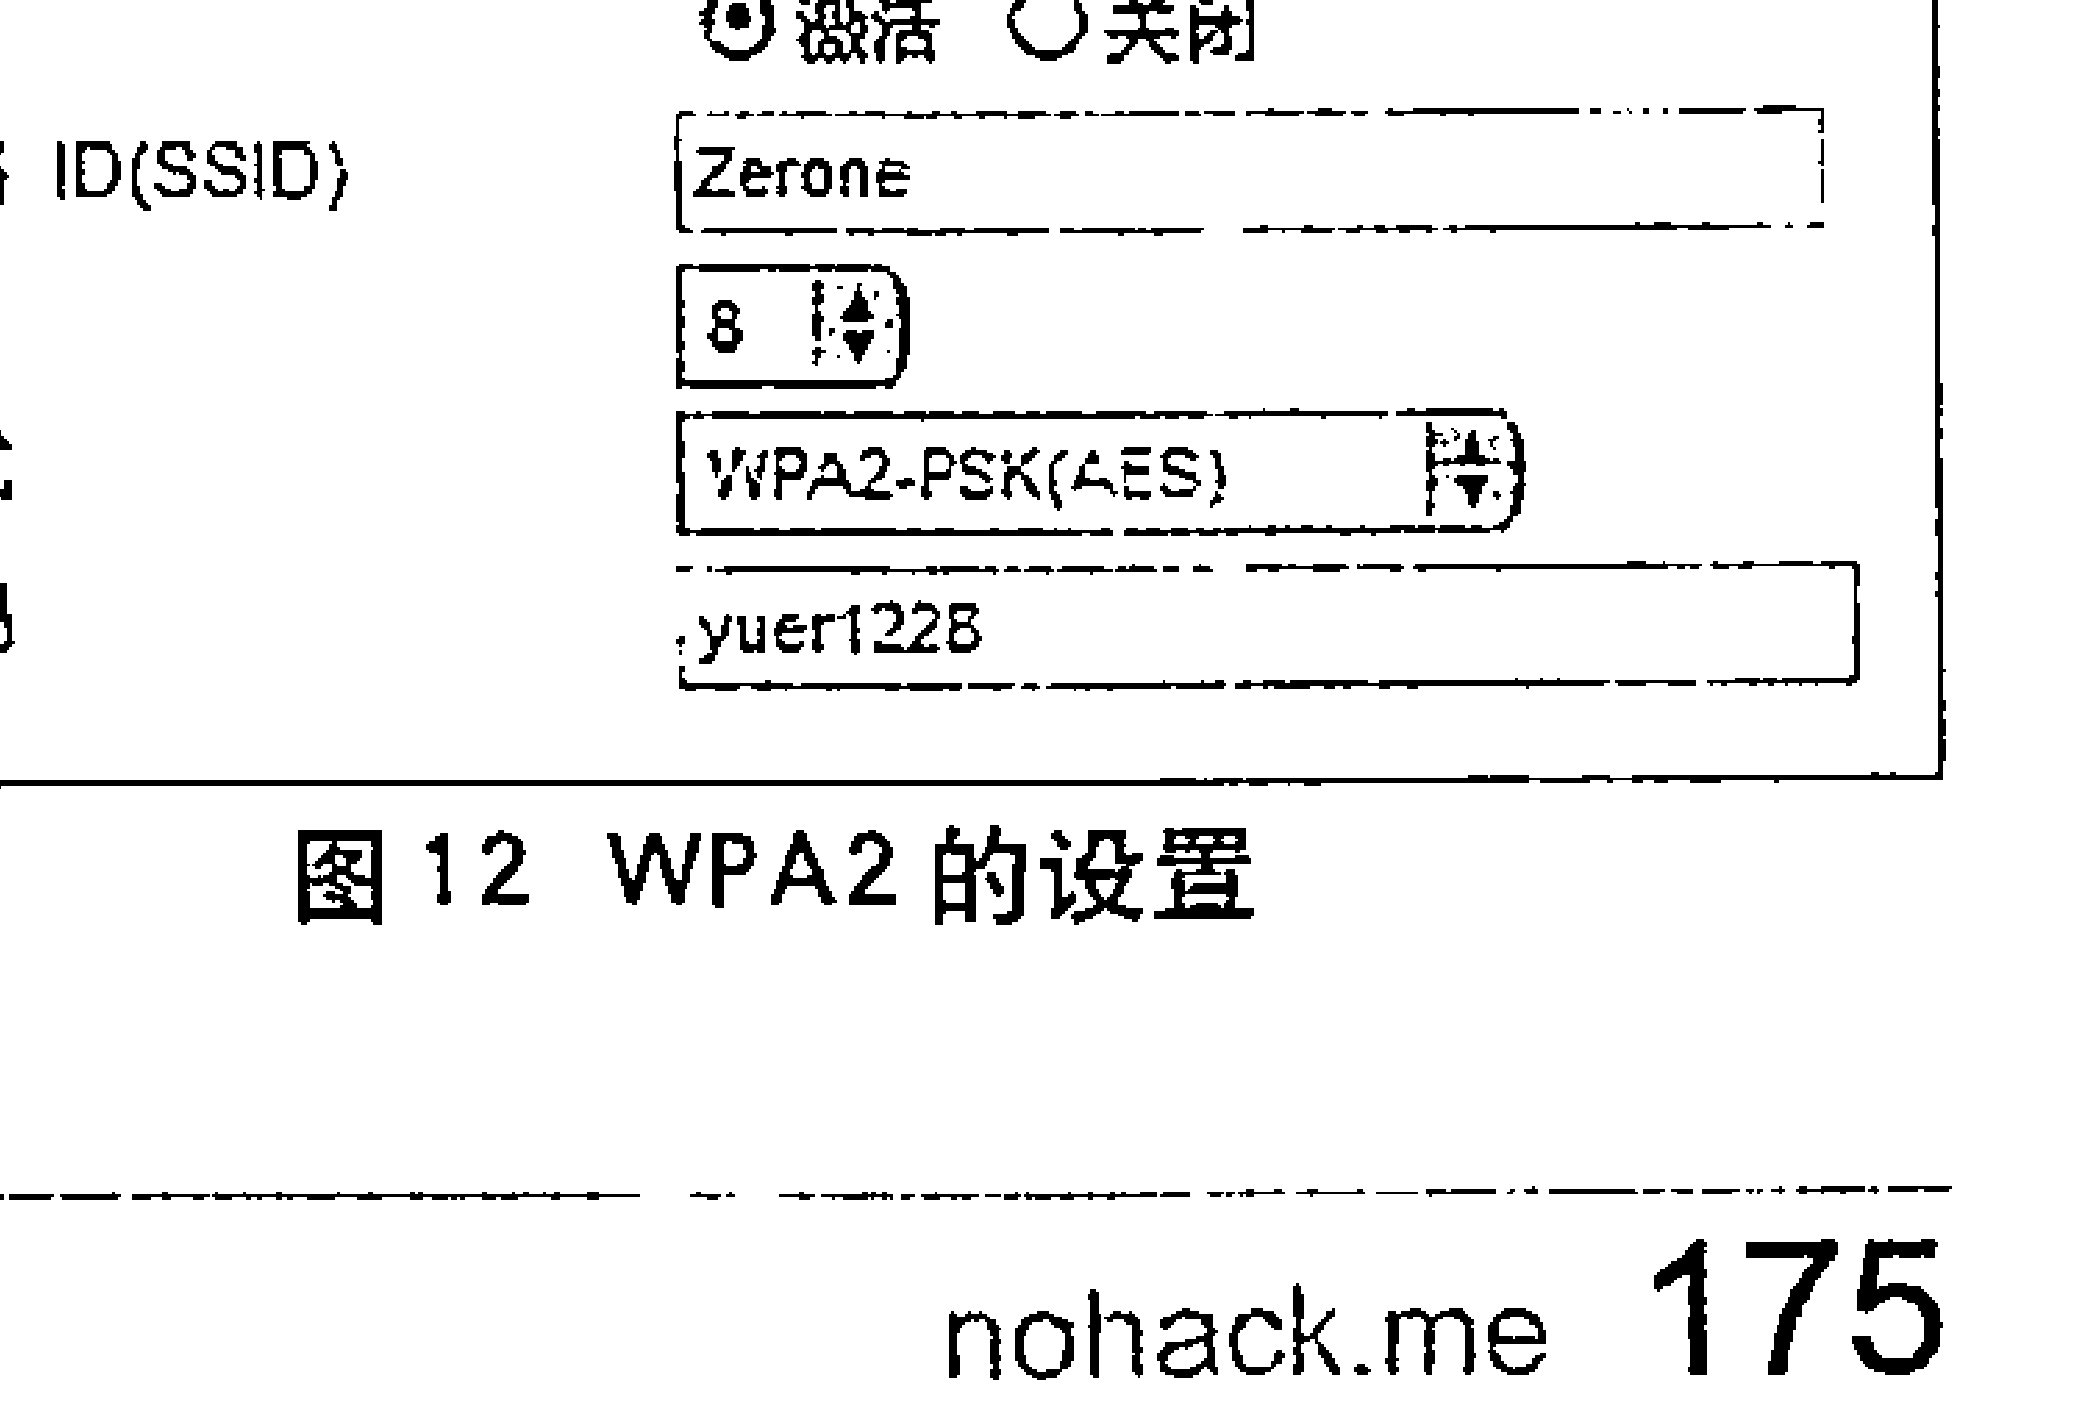 激活 关闭
ID(SSID) Zerone
8
WPA2-PSK(AES)
yuer1228
图 12 WPA2 的设置
nohack.me 175